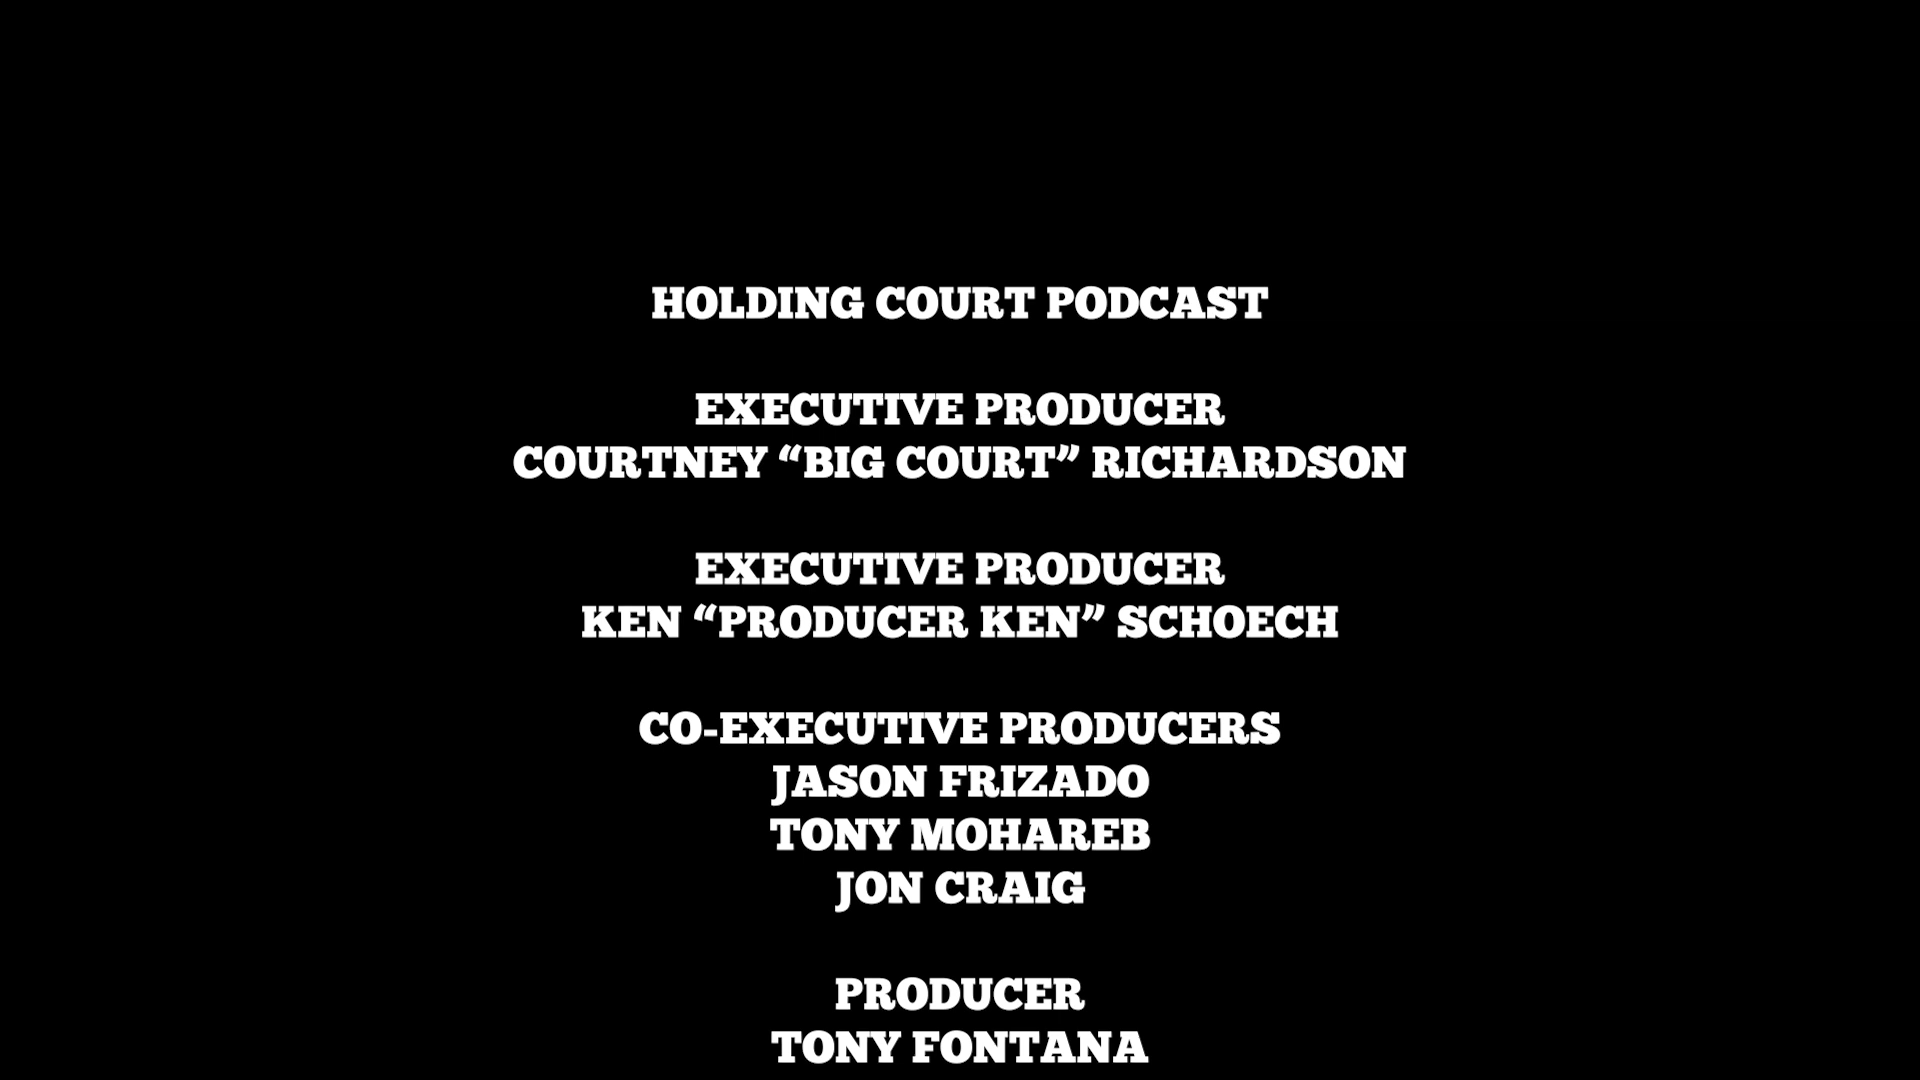 HOLDING COURT PODCAST
EXECUTIVE PRODUCER
COURTNEY “BIG COURT” RICHARDSON
EXECUTIVE PRODUCER
KEN “PRODUCER KEN” SCHOECH
CO-EXECUTIVE PRODUCERS
JASON FRIZADO
TONY MOHAREB
JON CRAIG
PRODUCER
TONY FONTANA